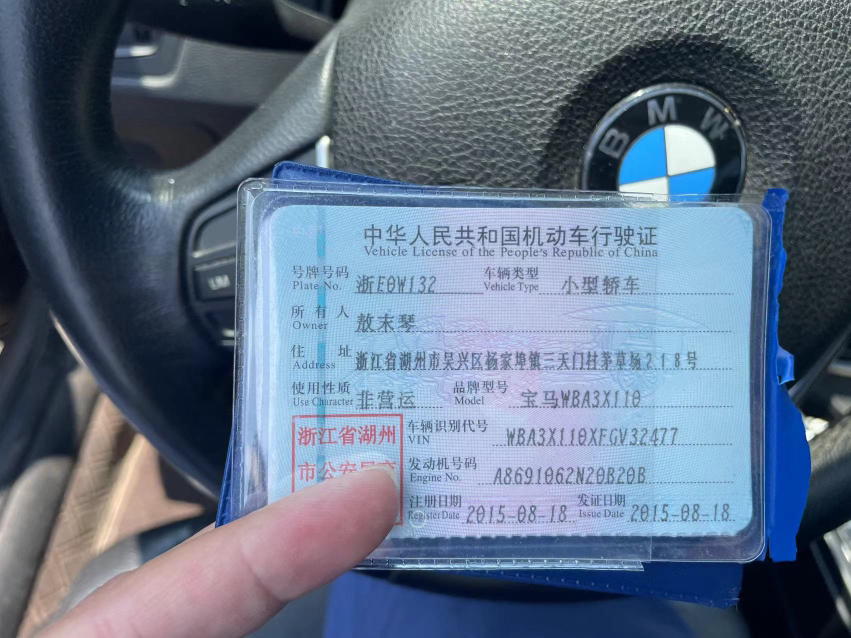 BMW
LIM
中华人民共和国机动车行驶证
Vehicle License of the People's Republic of China
号牌号码 浙E0W132 车辆类型 小型轿车
Plate No. Vehicle Type
所有人 敖末琴
Owner
住址 浙江省湖州市吴兴区杨家埠镇三天门村茅草场218号
Address
使用性质 非营运 品牌型号 宝马WBA3X110
Use Character Model
浙江省湖州
市公安局
车辆识别代号 WBA3X110XFGV32477
VIN
发动机号码 A8691062N20B20B
Engine No.
注册日期 2015-08-18 发证日期 2015-08-18
Register Date Issue Date